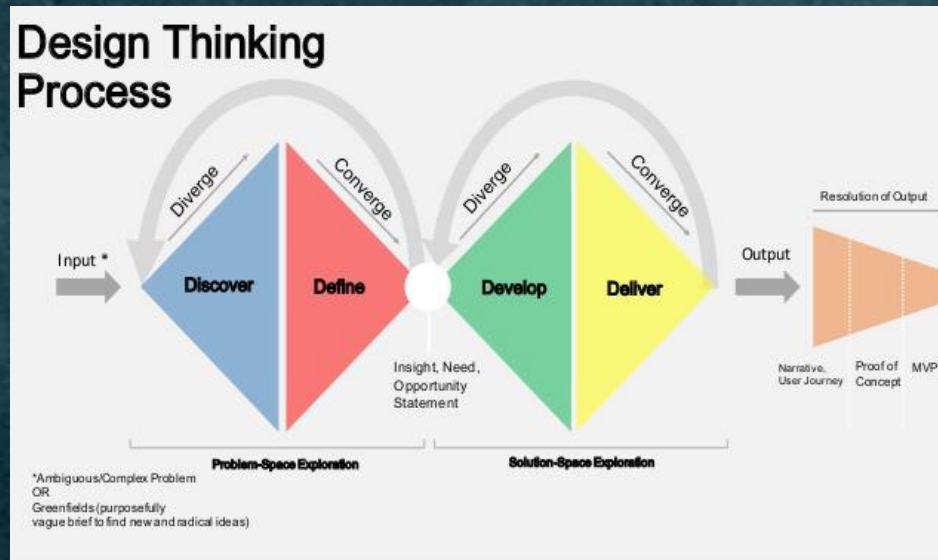 Design Thinking
Process
Diverge
Converge
Diverge
Converge
Resolution of Output
Input *
Output
Discover
Define
Develop
Deliver
Insight, Need,
Opportunity
Statement
Narrative,
User Journey
Proof of
Concept
MVP
Problem-Space Exploration
Solution-Space Exploration
*Ambiguous/Complex Problem
OR
Greenfields (purposefully
vague brief to find new and radical ideas)